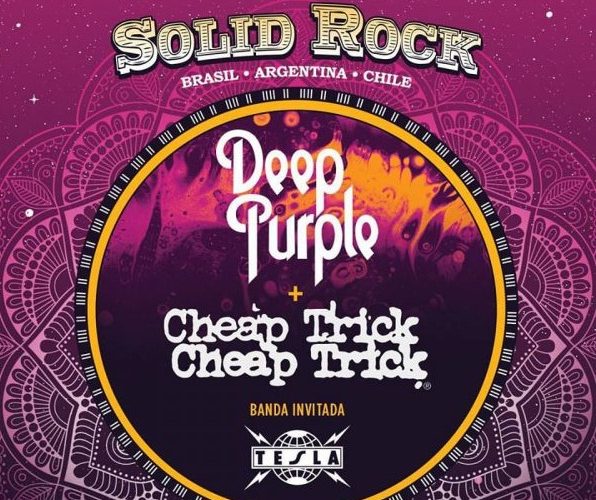 SOLID ROCK
BRASIL • ARGENTINA • CHILE
Deep
Purple
+
Cheap Trick
Cheap Trick®
BANDA INVITADA
TESLA